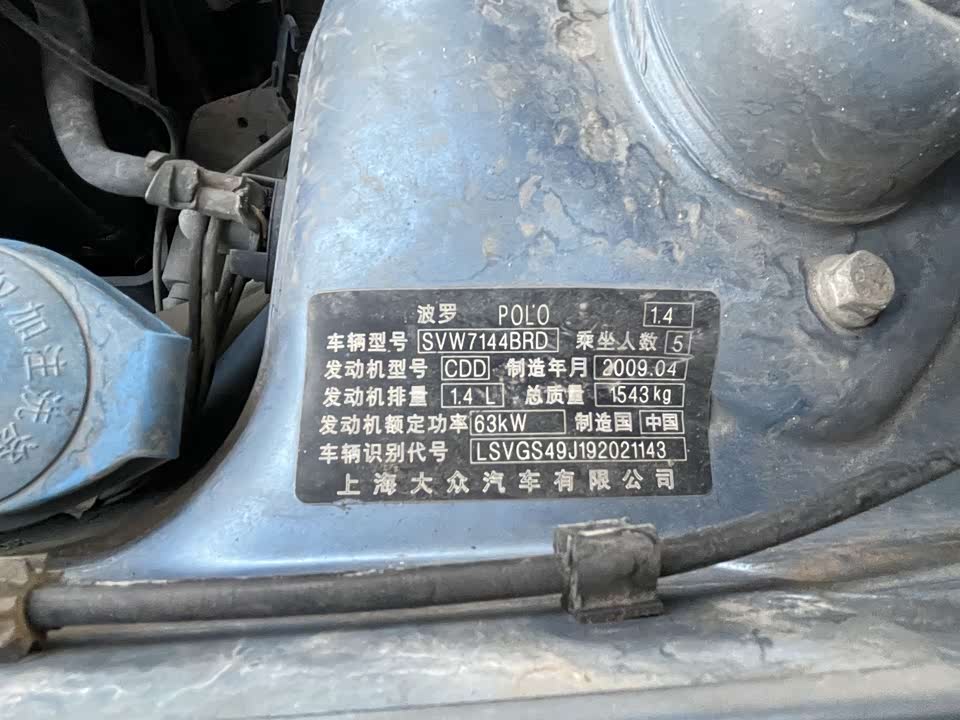 波罗 POLO 1.4
车辆型号 SVW7144BRD 乘坐人数 5
发动机型号 CDD 制造年月 2009.04
发动机排量 1.4 L 总质量 1543kg
发动机额定功率 63kW 制造国 中国
车辆识别代号 LSVGS49J192021143
上海大众汽车有限公司